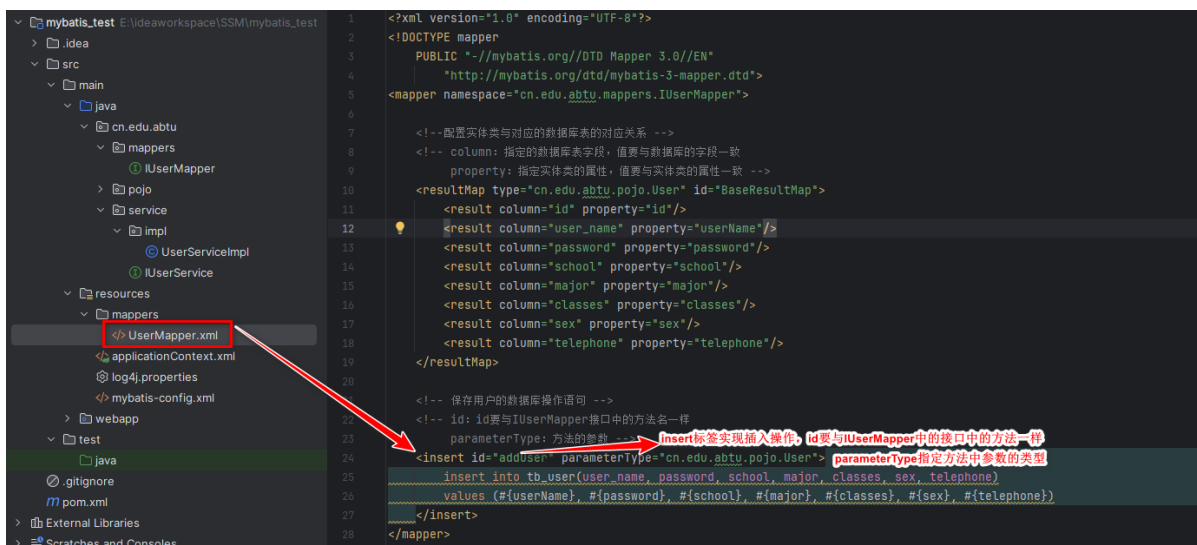 mybatis_test E:\ideaworkspace\SSM\mybatis_test
.idea
src
main
java
cn.edu.abtu
mappers
IUserMapper
pojo
service
impl
UserServiceImpl
IUserService
resources
mappers
UserMapper.xml
applicationContext.xml
log4j.properties
mybatis-config.xml
webapp
test
java
.gitignore
pom.xml
External Libraries
Scratches and Consoles
1 <?xml version="1.0" encoding="UTF-8"?>
2 <!DOCTYPE mapper
3 PUBLIC "-//mybatis.org//DTD Mapper 3.0//EN"
4 "http://mybatis.org/dtd/mybatis-3-mapper.dtd">
5 <mapper namespace="cn.edu.abtu.mappers.IUserMapper">
6
7 <!--配置实体类与对应的数据库表的对应关系 -->
8 <!-- column: 指定的数据库表字段，值要与数据库的字段一致
9 property: 指定实体类的属性，值要与实体类的属性一致 -->
10 <resultMap type="cn.edu.abtu.pojo.User" id="BaseResultMap">
11 <result column="id" property="id"/>
12 <result column="user_name" property="userName"/>
13 <result column="password" property="password"/>
14 <result column="school" property="school"/>
15 <result column="major" property="major"/>
16 <result column="classes" property="classes"/>
17 <result column="sex" property="sex"/>
18 <result column="telephone" property="telephone"/>
19 </resultMap>
20
<!-- 保存用户的数据库操作语句 -->
22 <!-- id: id要与IUserMapper接口中的方法名一样
23 parameterType: 方法的参数 -->
insert标签实现插入操作，id要与IUserMapper中的接口中的方法一样
24 <insert id="addUser" parameterType="cn.edu.abtu.pojo.User">
parameterType指定方法中参数的类型
25 insert into tb_user(user_name, password, school, major, classes, sex, telephone)
26 values (#{userName}, #{password}, #{school}, #{major}, #{classes}, #{sex}, #{telephone})
27 </insert>
28 </mapper>